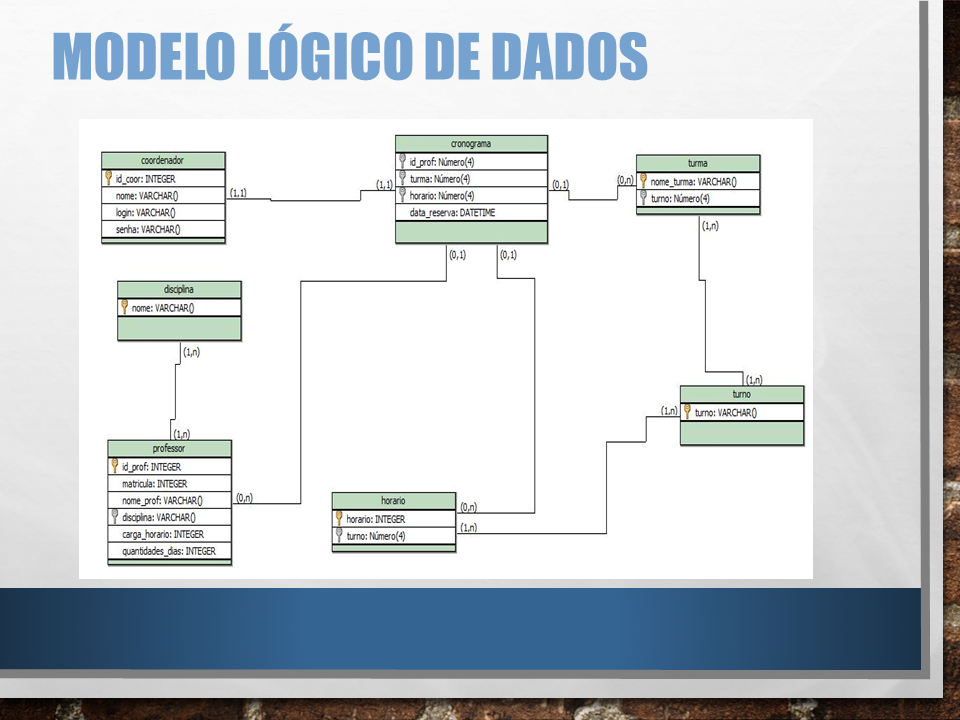 MODELO LÓGICO DE DADOS
coordenador
id_coor: INTEGER
nome: VARCHAR()
login: VARCHAR()
senha: VARCHAR()
(1,1)
(1,1)
cronograma
id_prof: Número(4)
turma: Número(4)
horario: Número(4)
data_reserva: DATETIME
(0,1)
(0,n)
turma
nome_turma: VARCHAR()
turno: Número(4)
(1,n)
(0,1)
(0,1)
disciplina
nome: VARCHAR()
(1,n)
(1,n)
professor
id_prof: INTEGER
matricula: INTEGER
nome_prof: VARCHAR()
disciplina: VARCHAR()
carga_horario: INTEGER
quantidades_dias: INTEGER
(0,n)
horario
horario: INTEGER
turno: Número(4)
(0,n)
(1,n)
(1,n)
(1,n)
turno
turno: VARCHAR()